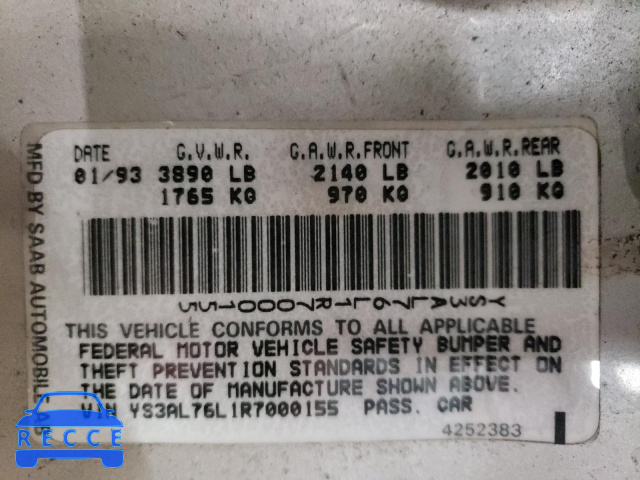 DATE G.V.W.R. G.A.W.R.FRONT G.A.W.R.REAR
01/93 3890 LB 2140 LB 2010 LB
1765 KG 970 KG 910 KG
YS3AL76L1R7000155
THIS VEHICLE CONFORMS TO ALL APPLICABLE
FEDERAL MOTOR VEHICLE SAFETY BUMPER AND
THEFT PREVENTION STANDARDS IN EFFECT ON
THE DATE OF MANUFACTURE SHOWN ABOVE.
VIN YS3AL76L1R7000155 PASS. CAR
4252383
MFD BY SAAB AUTOMOBILE AB
RECCE